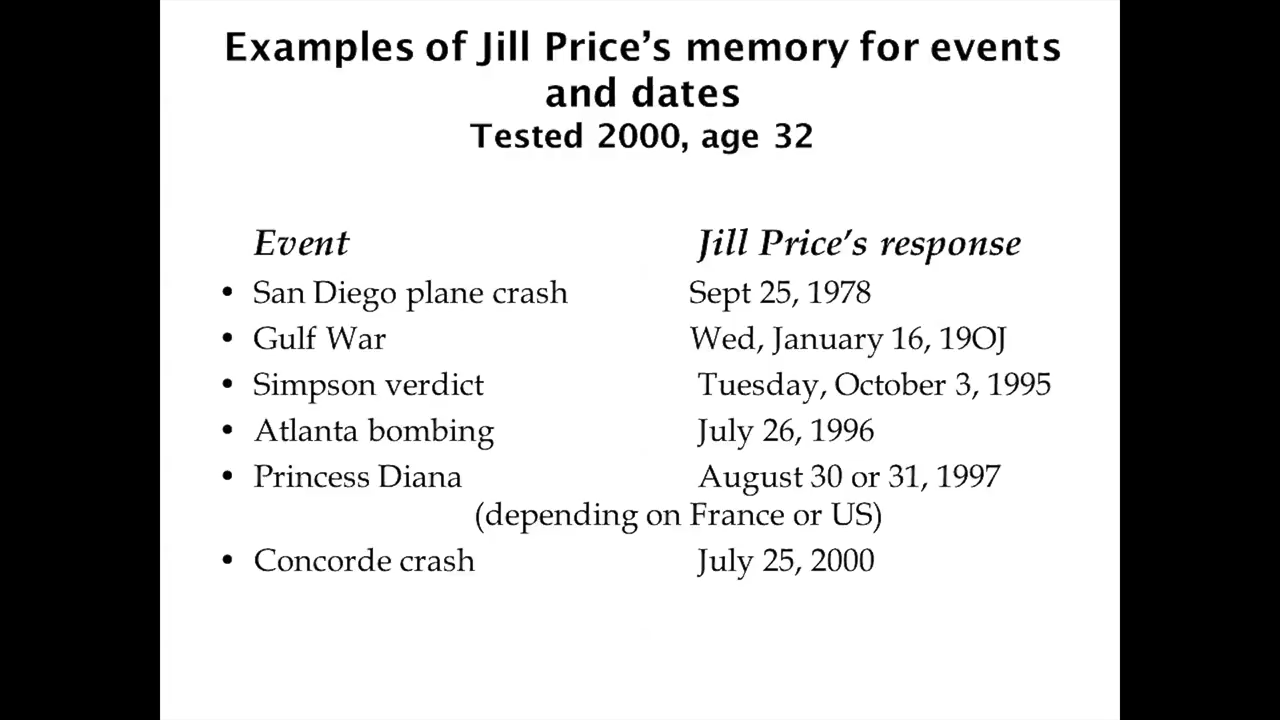 Examples of Jill Price’s memory for events
and dates
Tested 2000, age 32
Event Jill Price’s response
• San Diego plane crash Sept 25, 1978
• Gulf War Wed, January 16, 19OJ
• Simpson verdict Tuesday, October 3, 1995
• Atlanta bombing July 26, 1996
• Princess Diana August 30 or 31, 1997
(depending on France or US)
• Concorde crash July 25, 2000